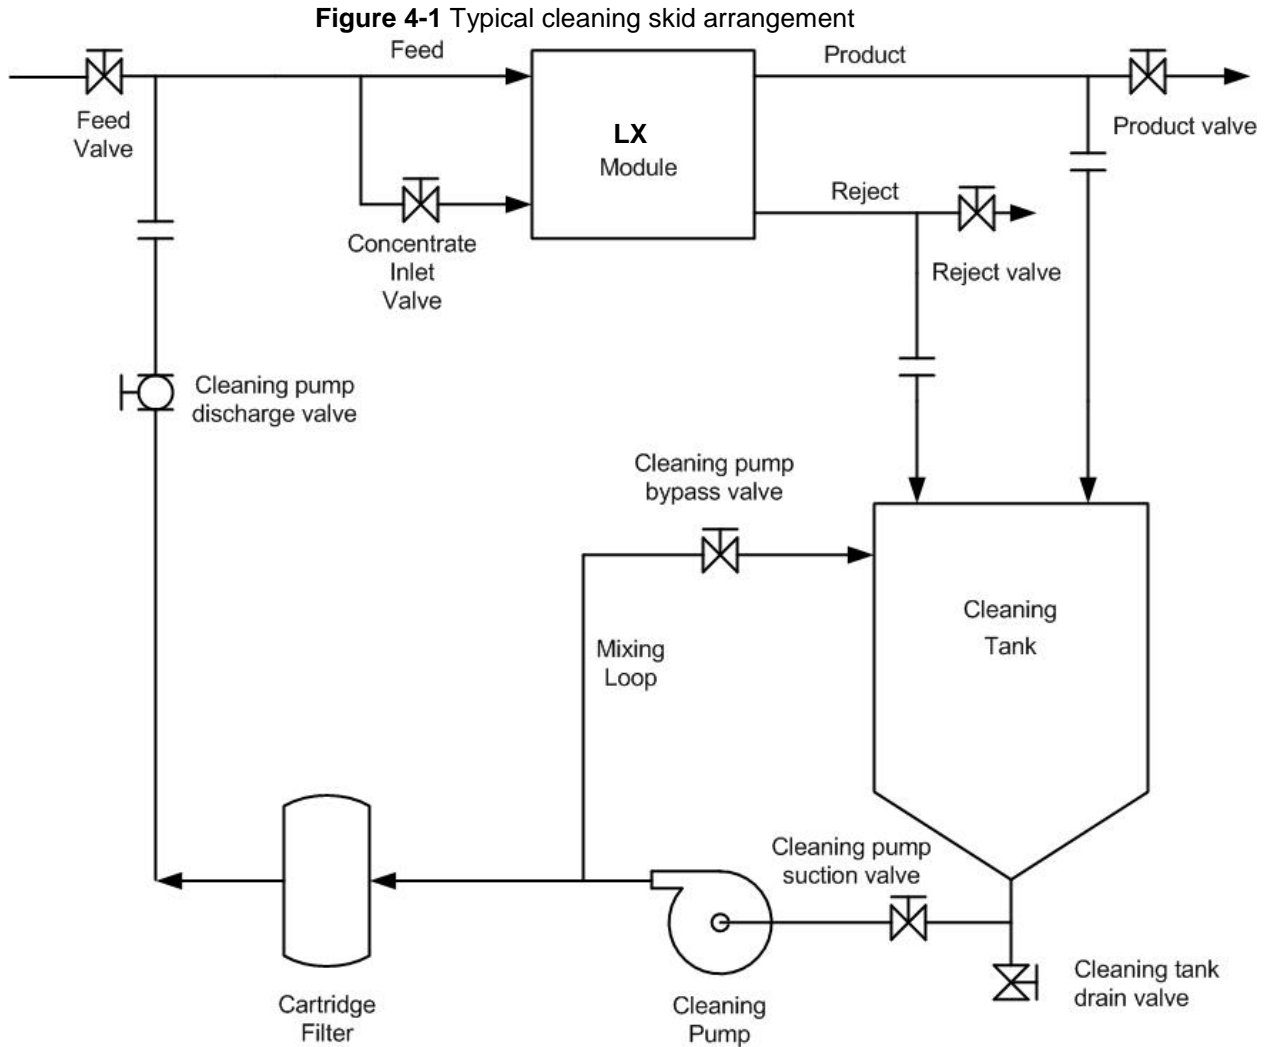 Figure 4-1 Typical cleaning skid arrangement
Feed
Product
Feed
Valve
LX
Module
Product valve
Reject
Concentrate
Inlet
Valve
Reject valve
Cleaning pump
discharge valve
Cleaning pump
bypass valve
Cleaning
Tank
Mixing
Loop
Cleaning pump
suction valve
Cleaning tank
drain valve
Cartridge
Filter
Cleaning
Pump